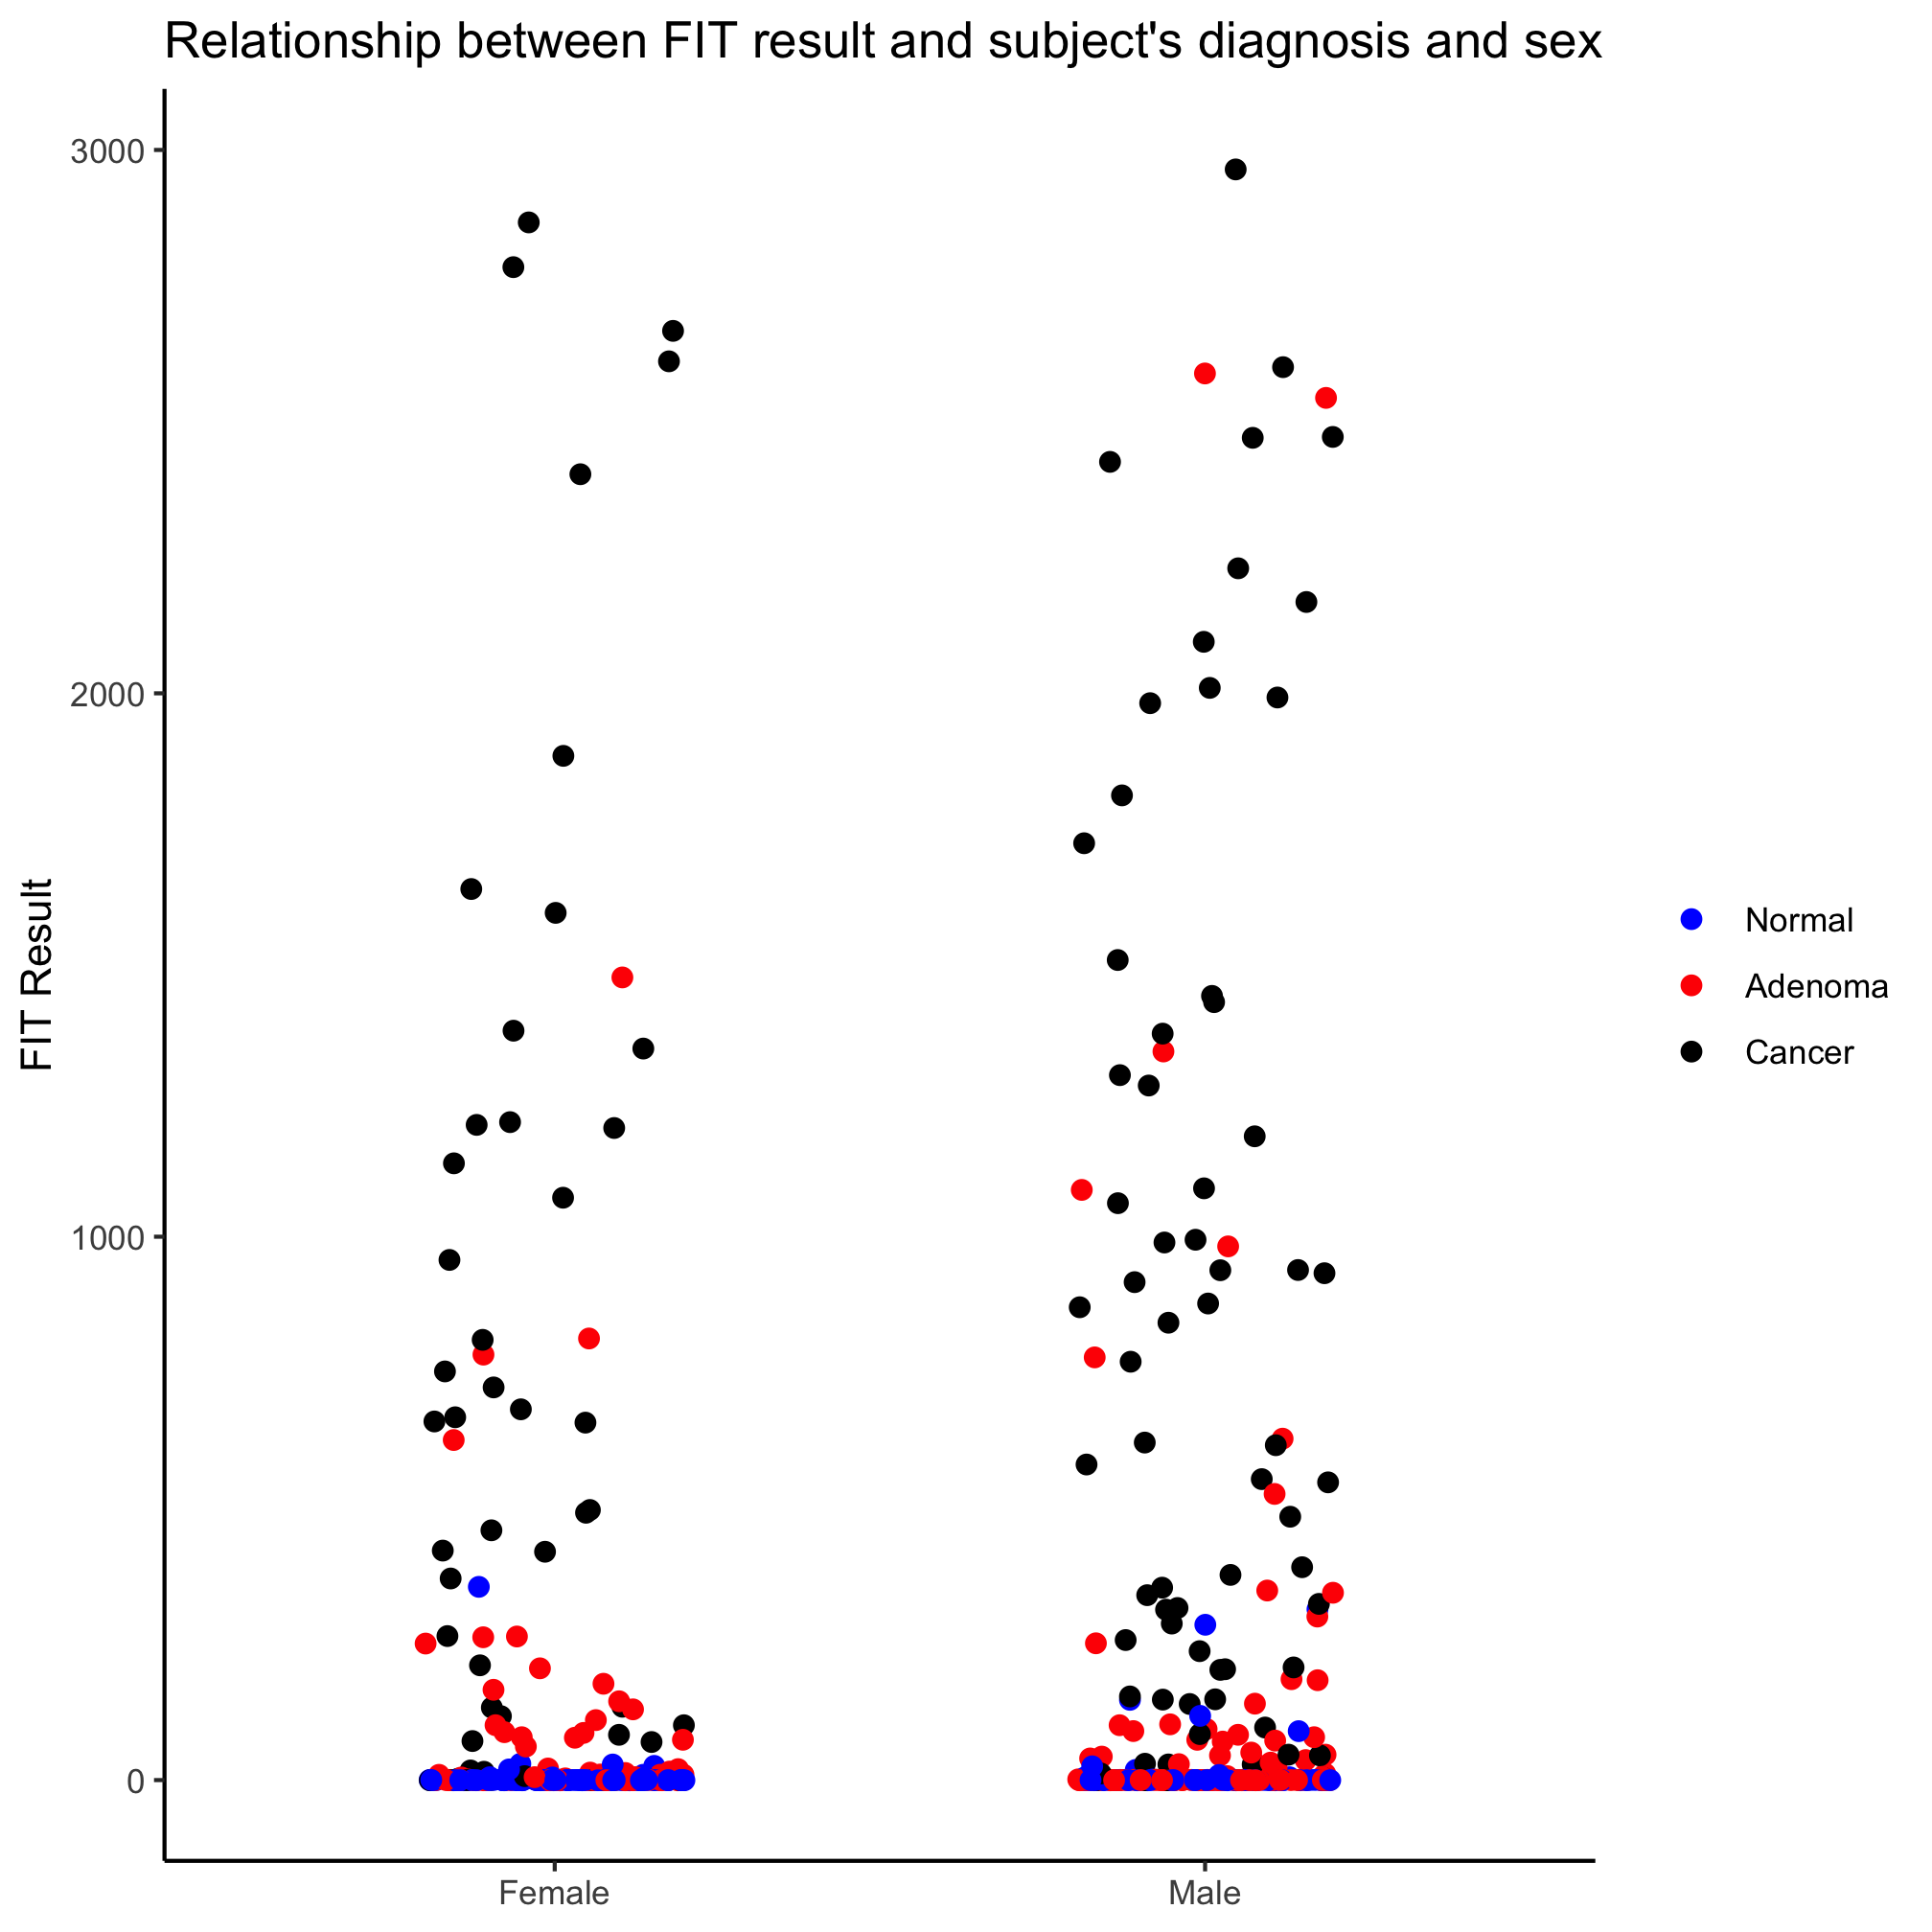 Relationship between FIT result and subject's diagnosis and sex
3000
2000
1000
0
FIT Result
Female
Male
Normal
Adenoma
Cancer